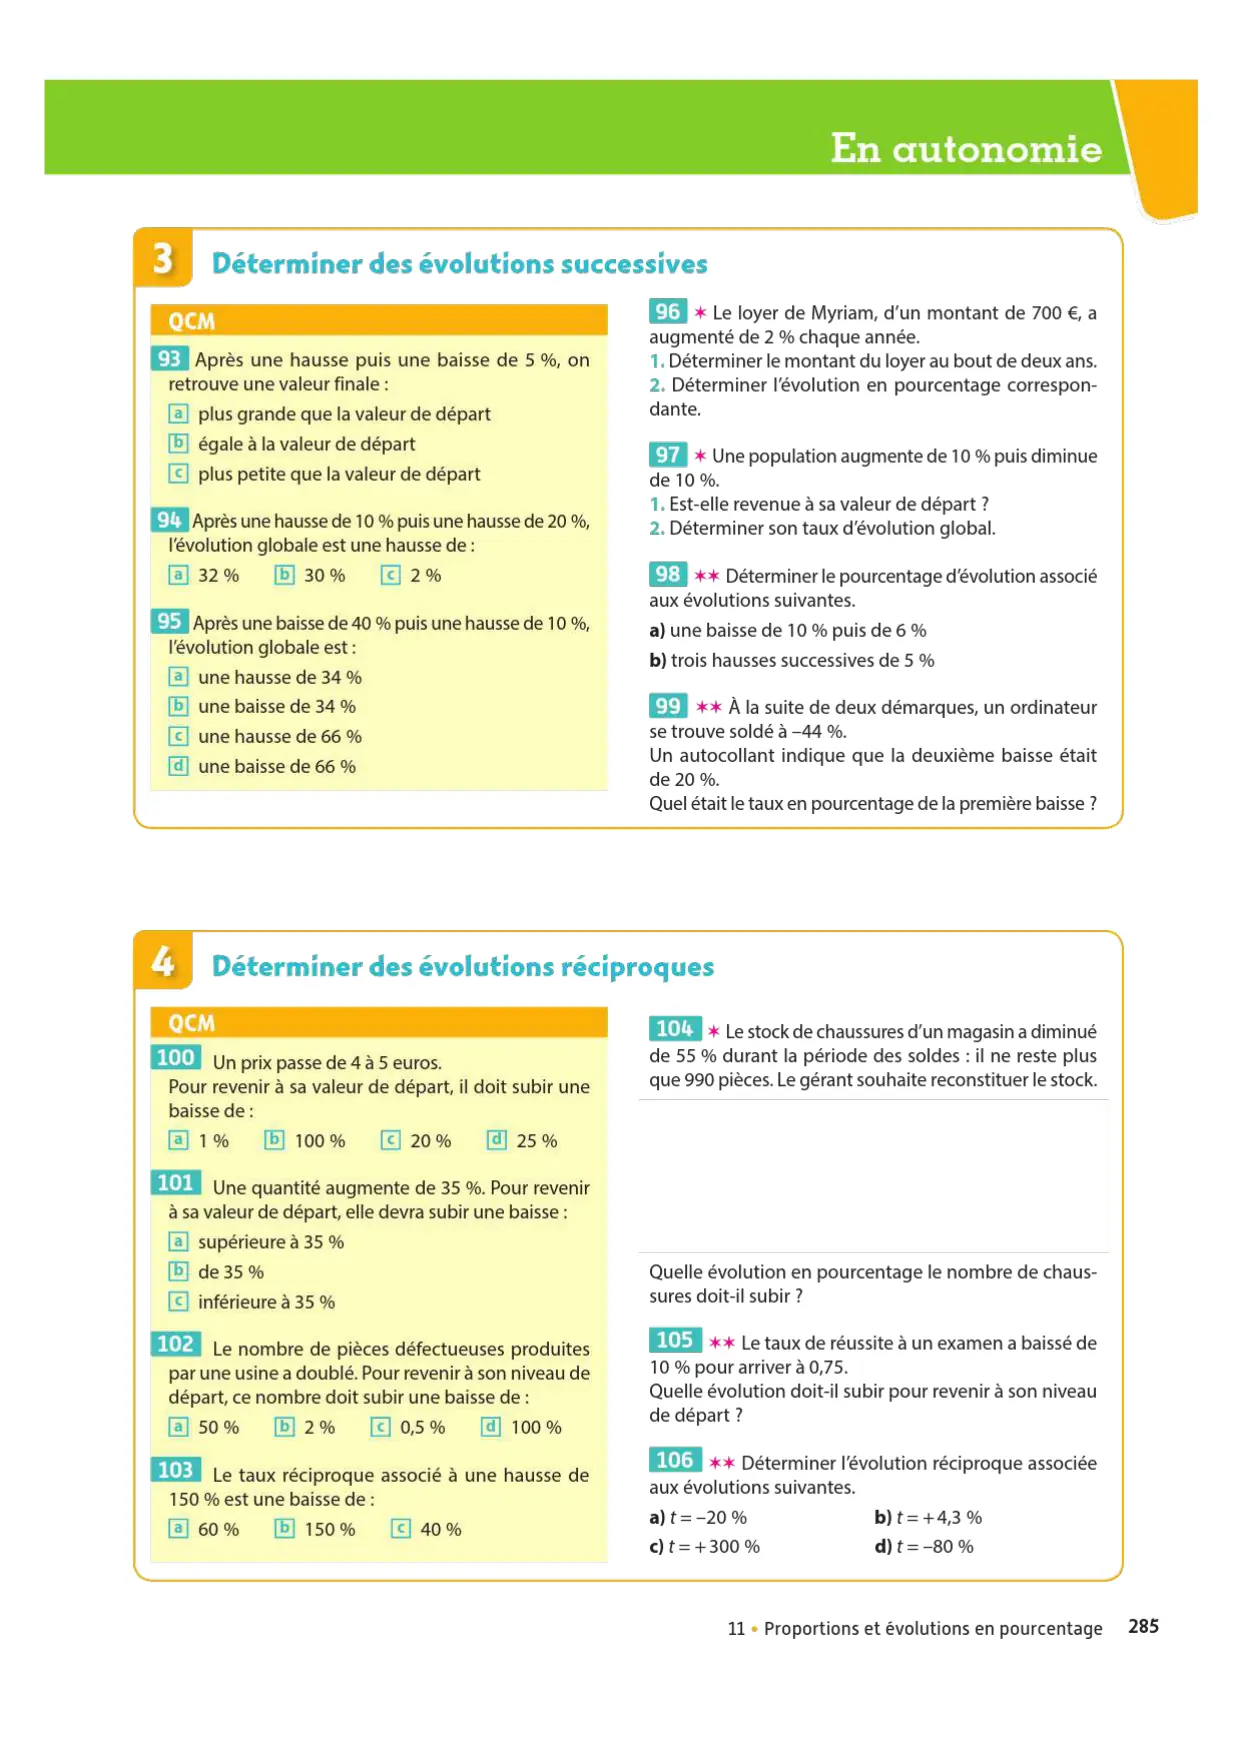 En autonomie
3 Déterminer des évolutions successives
QCM
93 Après une hausse puis une baisse de 5 %, on
retrouve une valeur finale :
a plus grande que la valeur de départ
b égale à la valeur de départ
c plus petite que la valeur de départ
94 Après une hausse de 10 % puis une hausse de 20 %,
l'évolution globale est une hausse de :
a 32 % b 30 % c 2 %
95 Après une baisse de 40 % puis une hausse de 10 %,
l'évolution globale est :
a une hausse de 34 %
b une baisse de 34 %
c une hausse de 66 %
d une baisse de 66 %
96 ✶ Le loyer de Myriam, d'un montant de 700 €, a
augmenté de 2 % chaque année.
1. Déterminer le montant du loyer au bout de deux ans.
2. Déterminer l'évolution en pourcentage correspon-
dante.
97 ✶ Une population augmente de 10 % puis diminue
de 10 %.
1. Est-elle revenue à sa valeur de départ ?
2. Déterminer son taux d'évolution global.
98 ✶✶ Déterminer le pourcentage d'évolution associé
aux évolutions suivantes.
a) une baisse de 10 % puis de 6 %
b) trois hausses successives de 5 %
99 ✶✶ À la suite de deux démarques, un ordinateur
se trouve soldé à –44 %.
Un autocollant indique que la deuxième baisse était
de 20 %.
Quel était le taux en pourcentage de la première baisse ?
4 Déterminer des évolutions réciproques
QCM
100 Un prix passe de 4 à 5 euros.
Pour revenir à sa valeur de départ, il doit subir une
baisse de :
a 1 % b 100 % c 20 % d 25 %
101 Une quantité augmente de 35 %. Pour revenir
à sa valeur de départ, elle devra subir une baisse :
a supérieure à 35 %
b de 35 %
c inférieure à 35 %
102 Le nombre de pièces défectueuses produites
par une usine a doublé. Pour revenir à son niveau de
départ, ce nombre doit subir une baisse de :
a 50 % b 2 % c 0,5 % d 100 %
103 Le taux réciproque associé à une hausse de
150 % est une baisse de :
a 60 % b 150 % c 40 %
104 ✶ Le stock de chaussures d'un magasin a diminué
de 55 % durant la période des soldes : il ne reste plus
que 990 pièces. Le gérant souhaite reconstituer le stock.
Quelle évolution en pourcentage le nombre de chaus-
sures doit-il subir ?
105 ✶✶ Le taux de réussite à un examen a baissé de
10 % pour arriver à 0,75.
Quelle évolution doit-il subir pour revenir à son niveau
de départ ?
106 ✶✶ Déterminer l'évolution réciproque associée
aux évolutions suivantes.
a) t = –20 % b) t = + 4,3 %
c) t = + 300 % d) t = –80 %
11 • Proportions et évolutions en pourcentage 285